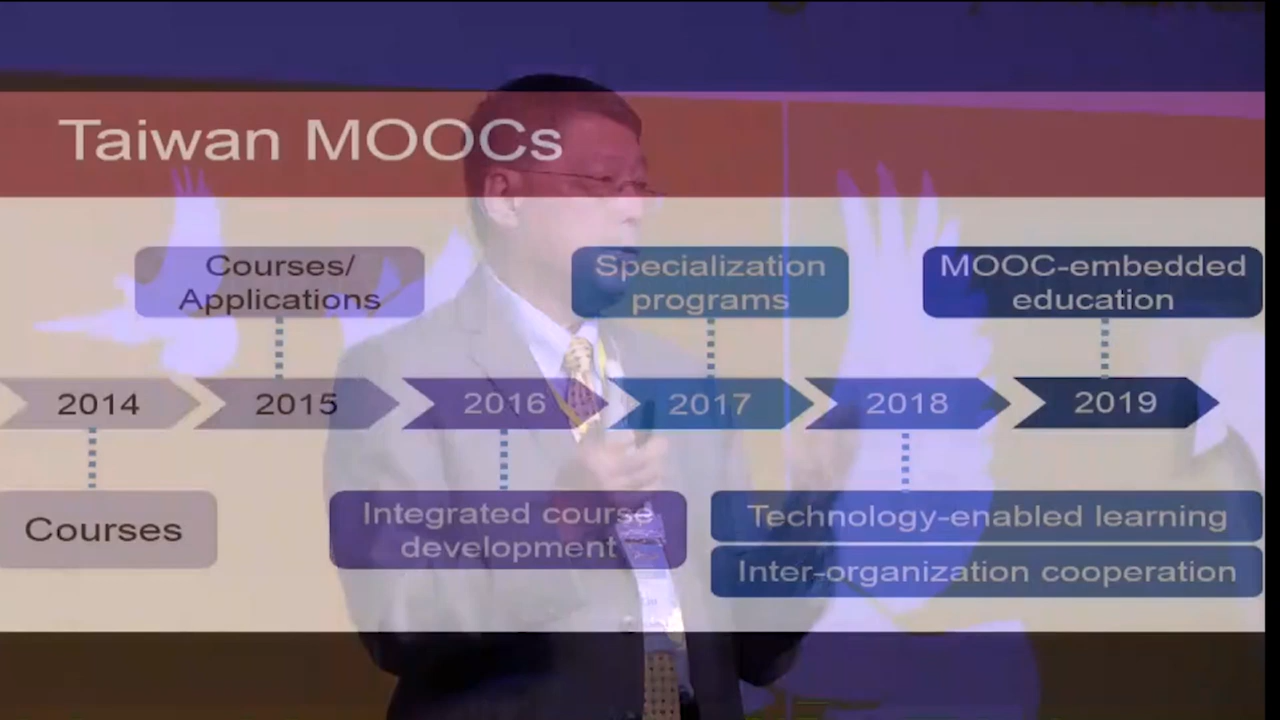 Taiwan MOOCs
Courses/
Applications
Specialization
programs
MOOC-embedded
education
2014
2015
2016
2017
2018
2019
Courses
Integrated course
development
Technology-enabled learning
Inter-organization cooperation